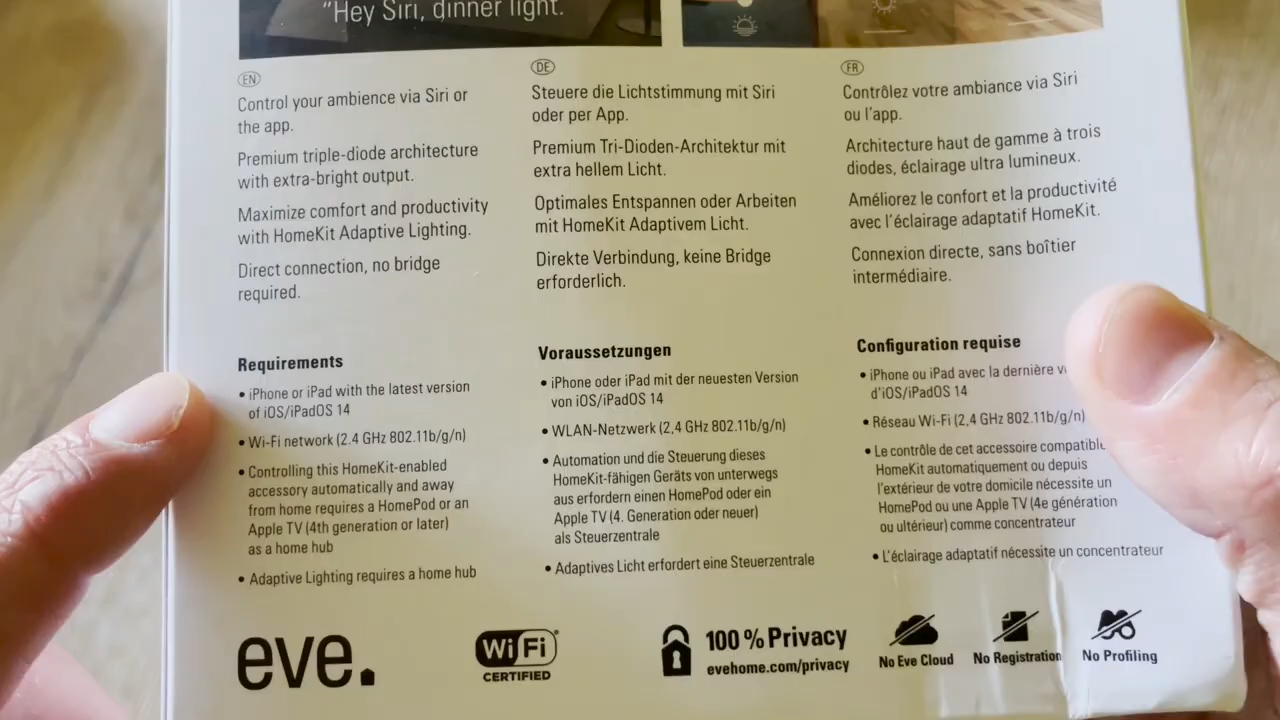 "Hey Siri, dinner light.
EN
Control your ambience via Siri or
the app.
Premium triple-diode architecture
with extra-bright output.
Maximize comfort and productivity
with HomeKit Adaptive Lighting.
Direct connection, no bridge
required.
Requirements
• iPhone or iPad with the latest version
of iOS/iPadOS 14
• Wi-Fi network (2.4 GHz 802.11b/g/n)
• Controlling this HomeKit-enabled
accessory automatically and away
from home requires a HomePod or an
Apple TV (4th generation or later)
as a home hub
• Adaptive Lighting requires a home hub
DE
Steuere die Lichtstimmung mit Siri
oder per App.
Premium Tri-Dioden-Architektur mit
extra hellem Licht.
Optimales Entspannen oder Arbeiten
mit HomeKit Adaptivem Licht.
Direkte Verbindung, keine Bridge
erforderlich.
Voraussetzungen
• iPhone oder iPad mit der neuesten Version
von iOS/iPadOS 14
• WLAN-Netzwerk (2,4 GHz 802.11b/g/n)
• Automation und die Steuerung dieses
HomeKit-fähigen Geräts von unterwegs
aus erfordern einen HomePod oder ein
Apple TV (4. Generation oder neuer)
als Steuerzentrale
• Adaptives Licht erfordert eine Steuerzentrale
FR
Contrôlez votre ambiance via Siri
ou l'app.
Architecture haut de gamme à trois
diodes, éclairage ultra lumineux.
Améliorez le confort et la productivité
avec l'éclairage adaptatif HomeKit.
Connexion directe, sans boîtier
intermédiaire.
Configuration requise
• iPhone ou iPad avec la dernière
d'iOS/iPadOS 14
• Réseau Wi-Fi (2,4 GHz 802.11b/g/n)
• Le contrôle de cet accessoire compatible
HomeKit automatiquement ou depuis
l'extérieur de votre domicile nécessite un
HomePod ou une Apple TV (4e génération
ou ultérieur) comme concentrateur
• L'éclairage adaptatif nécessite un concentrateur
eve.
Wi Fi
CERTIFIED
100 % Privacy
evehome.com/privacy
No Eve Cloud
No Registration
No Profiling